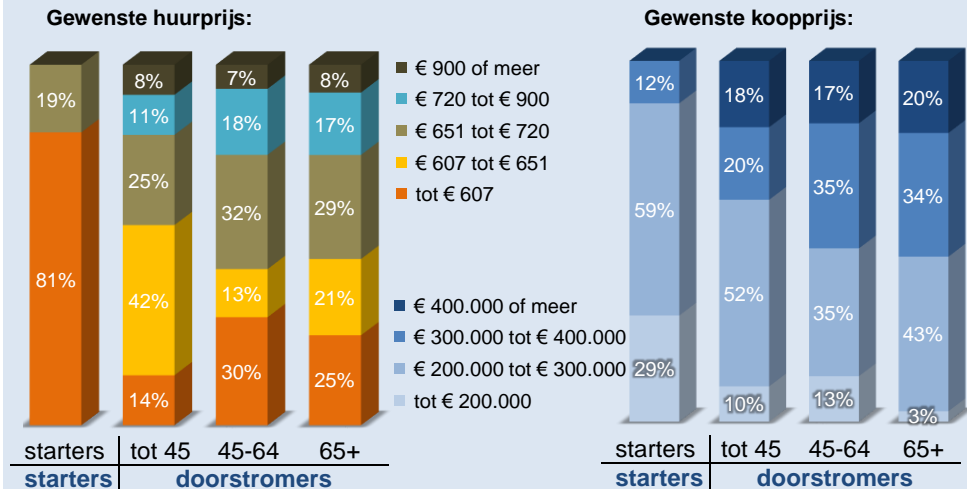 Gewenste huurprijs:
19%
81%
8%
11%
25%
42%
14%
7%
18%
32%
13%
30%
8%
17%
29%
21%
25%
€ 900 of meer
€ 720 tot € 900
€ 651 tot € 720
€ 607 tot € 651
tot € 607
starters tot 45 45-64 65+
starters doorstromers
Gewenste koopprijs:
€ 400.000 of meer
€ 300.000 tot € 400.000
€ 200.000 tot € 300.000
tot € 200.000
12%
59%
29%
18%
20%
52%
10%
17%
35%
35%
13%
20%
34%
43%
3%
starters tot 45 45-64 65+
starters doorstromers